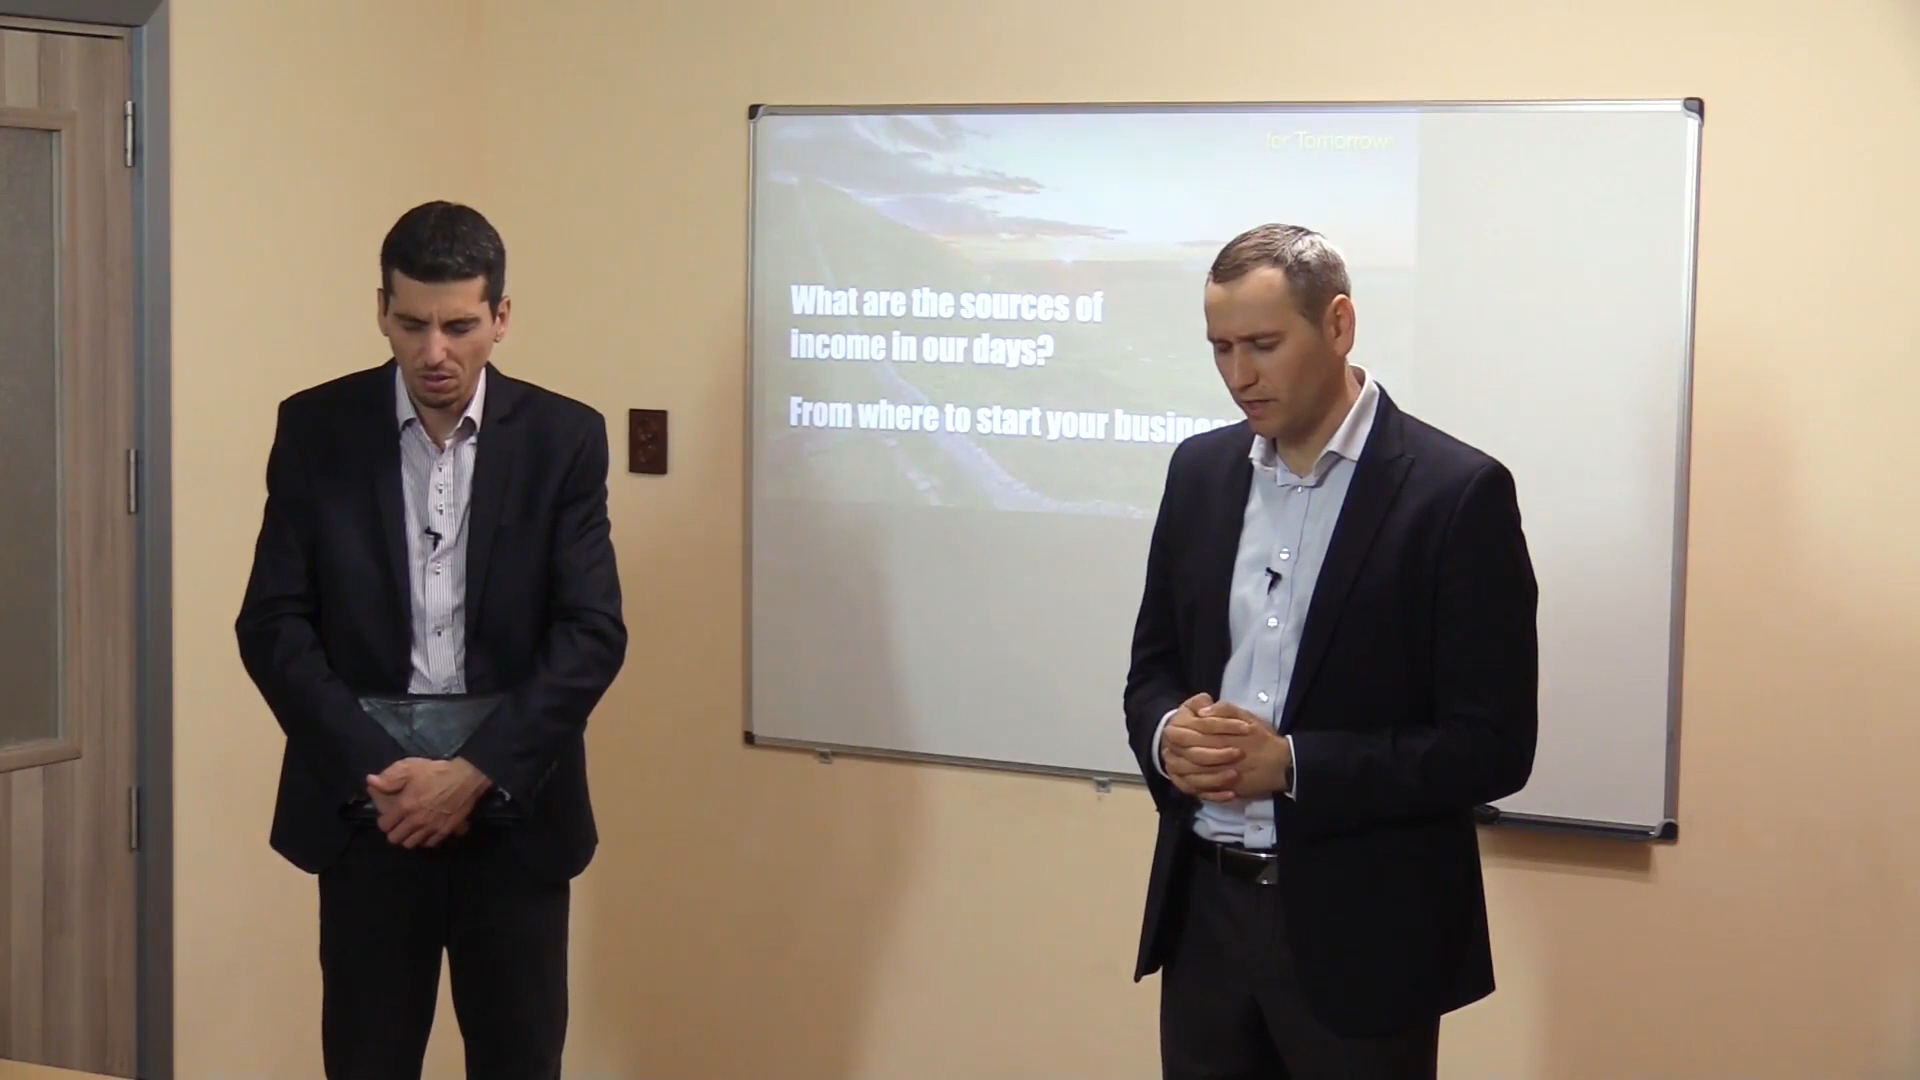 for Tomorrow
What are the sources of
income in our days?
From where to start your